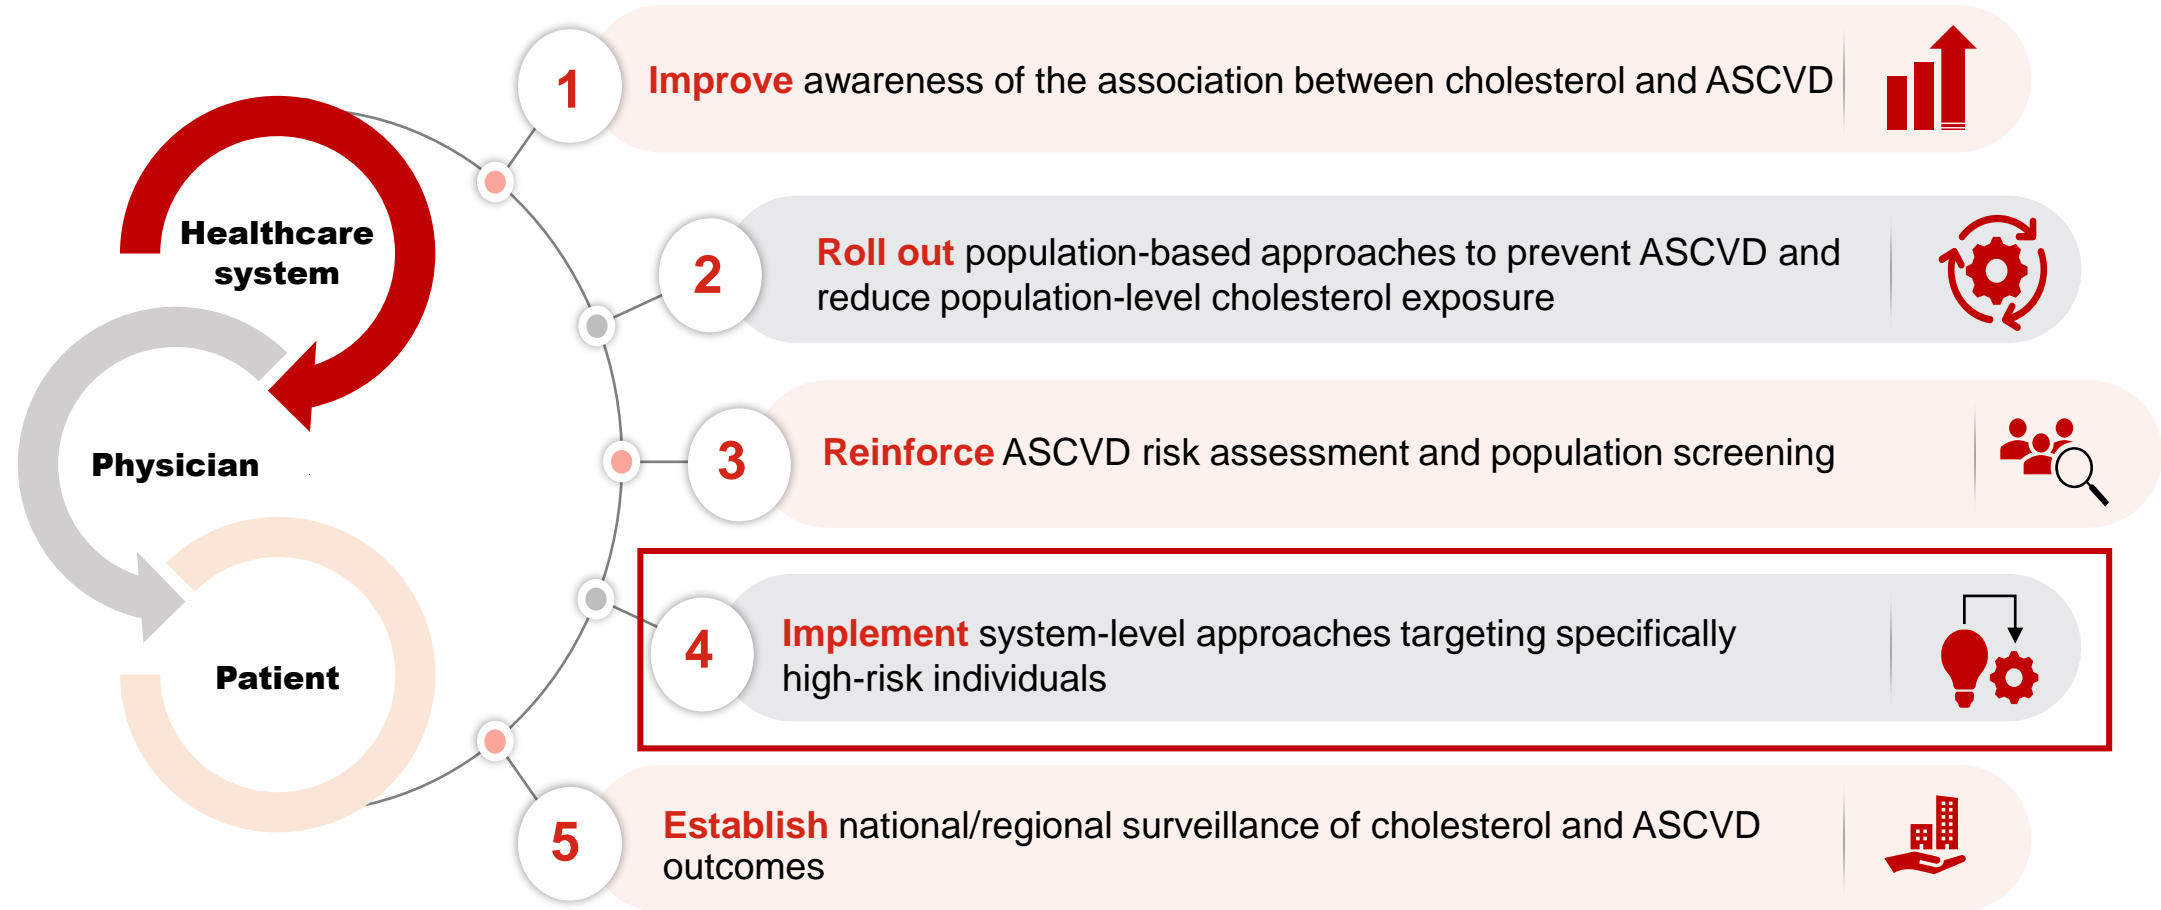 Healthcare
system
Physician
Patient
1
Improve awareness of the association between cholesterol and ASCVD
2
Roll out population-based approaches to prevent ASCVD and
reduce population-level cholesterol exposure
3
Reinforce ASCVD risk assessment and population screening
4
Implement system-level approaches targeting specifically
high-risk individuals
5
Establish national/regional surveillance of cholesterol and ASCVD
outcomes